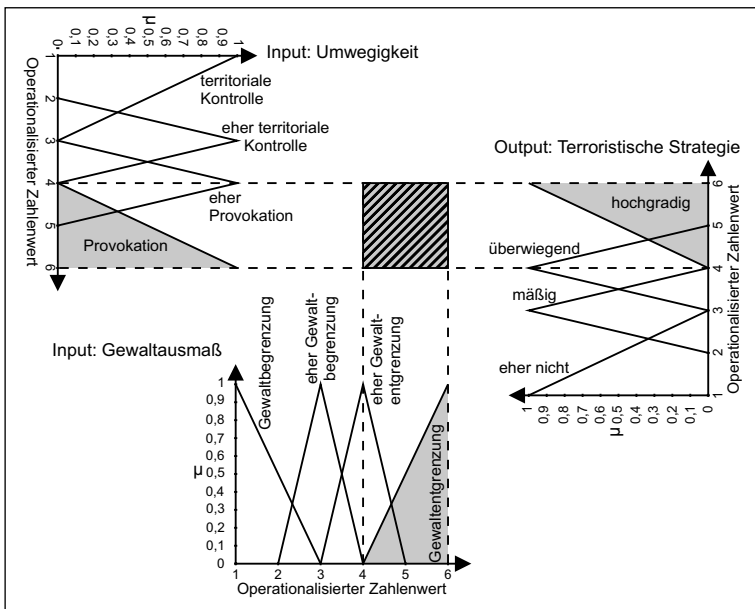 µ
0 0,1 0,2 0,3 0,4 0,5 0,6 0,7 0,8 0,9 1
Input: Umwegigkeit
Operationalisierter Zahlenwert
1 2 3 4 5 6
territoriale
Kontrolle
eher territoriale
Kontrolle
eher
Provokation
Provokation
Output: Terroristische Strategie
hochgradig
überwiegend
mäßig
eher nicht
6 5 4 3 2 1
Operationalisierter Zahlenwert
1 0,9 0,8 0,7 0,6 0,5 0,4 0,3 0,2 0,1 0
µ
Input: Gewaltausmaß
Gewaltbegrenzung
eher Gewalt-
begrenzung
eher Gewalt-
entgrenzung
Gewaltentgrenzung
1
0,9
0,8
0,7
0,6
µ 0,5
0,4
0,3
0,2
0,1
0
1 2 3 4 5 6
Operationalisierter Zahlenwert